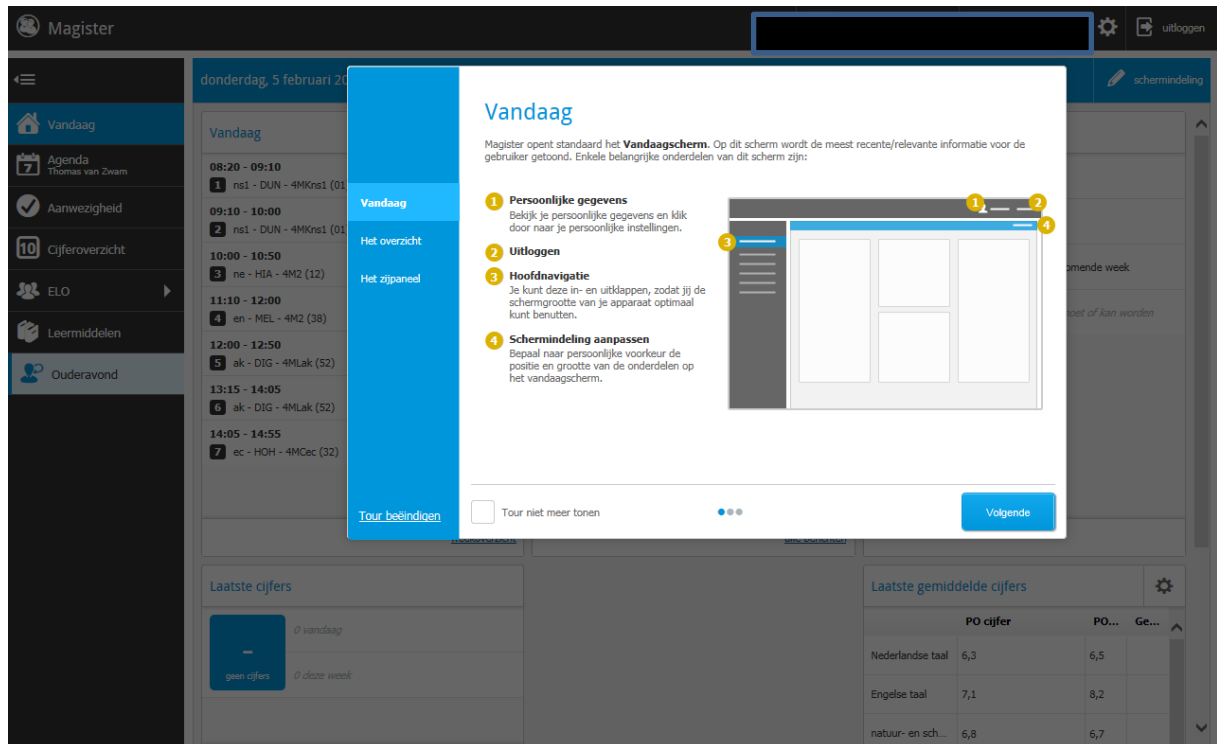 Magister
uitloggen
donderdag, 5 februari 20
schermindeling
Vandaag
Agenda
Thomas van Zwam
Aanwezigheid
10 Cijferoverzicht
ELO
Leermiddelen
Ouderavond
Vandaag
08:20 - 09:10
1 ns1 - DUN - 4MKns1 (01
09:10 - 10:00
2 ns1 - DUN - 4MKns1 (01
10:00 - 10:50
3 ne - HIA - 4M2 (12)
11:10 - 12:00
4 en - MEL - 4M2 (38)
12:00 - 12:50
5 ak - DIG - 4MLak (52)
13:15 - 14:05
6 ak - DIG - 4MLak (52)
14:05 - 14:55
7 ec - HOH - 4MCec (32)
Vandaag
Het overzicht
Het zijpaneel
Tour beëindigen
Vandaag
Magister opent standaard het Vandaagscherm. Op dit scherm wordt de meest recente/relevante informatie voor de
gebruiker getoond. Enkele belangrijke onderdelen van dit scherm zijn:
1 Persoonlijke gegevens
Bekijk je persoonlijke gegevens en klik
door naar je persoonlijke instellingen.
2 Uitloggen
3 Hoofdnavigatie
Je kunt deze in- en uitklappen, zodat jij de
schermgrootte van je apparaat optimaal
kunt benutten.
4 Schermindeling aanpassen
Bepaal naar persoonlijke voorkeur de
positie en grootte van de onderdelen op
het vandaagscherm.
1 2
3 4
Tour niet meer tonen
Volgende
omende week
moet of kan worden
weekoverzicht
alle berichten
Laatste cijfers
-
geen cijfers
0 vandaag
0 deze week
Laatste gemiddelde cijfers
PO cijfer PO... Ge...
Nederlandse taal 6,3 6,5
Engelse taal 7,1 8,2
natuur- en sch... 6,8 6,7